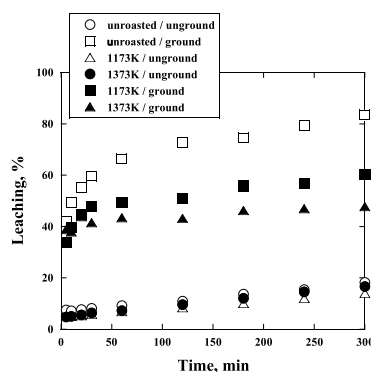 unroasted / unground
unroasted / ground
1173K / unground
1373K / unground
1173K / ground
1373K / ground
100
80
60
40
20
0
Leaching, %
0 50 100 150 200 250 300
Time, min